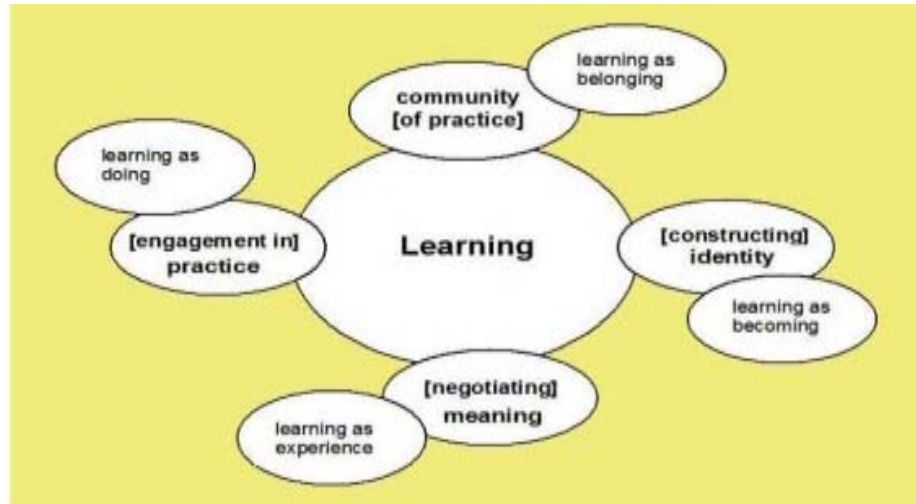 learning as
belonging
community
[of practice]
learning as
doing
[engagement in]
practice
Learning
[constructing]
identity
learning as
becoming
[negotiating]
meaning
learning as
experience